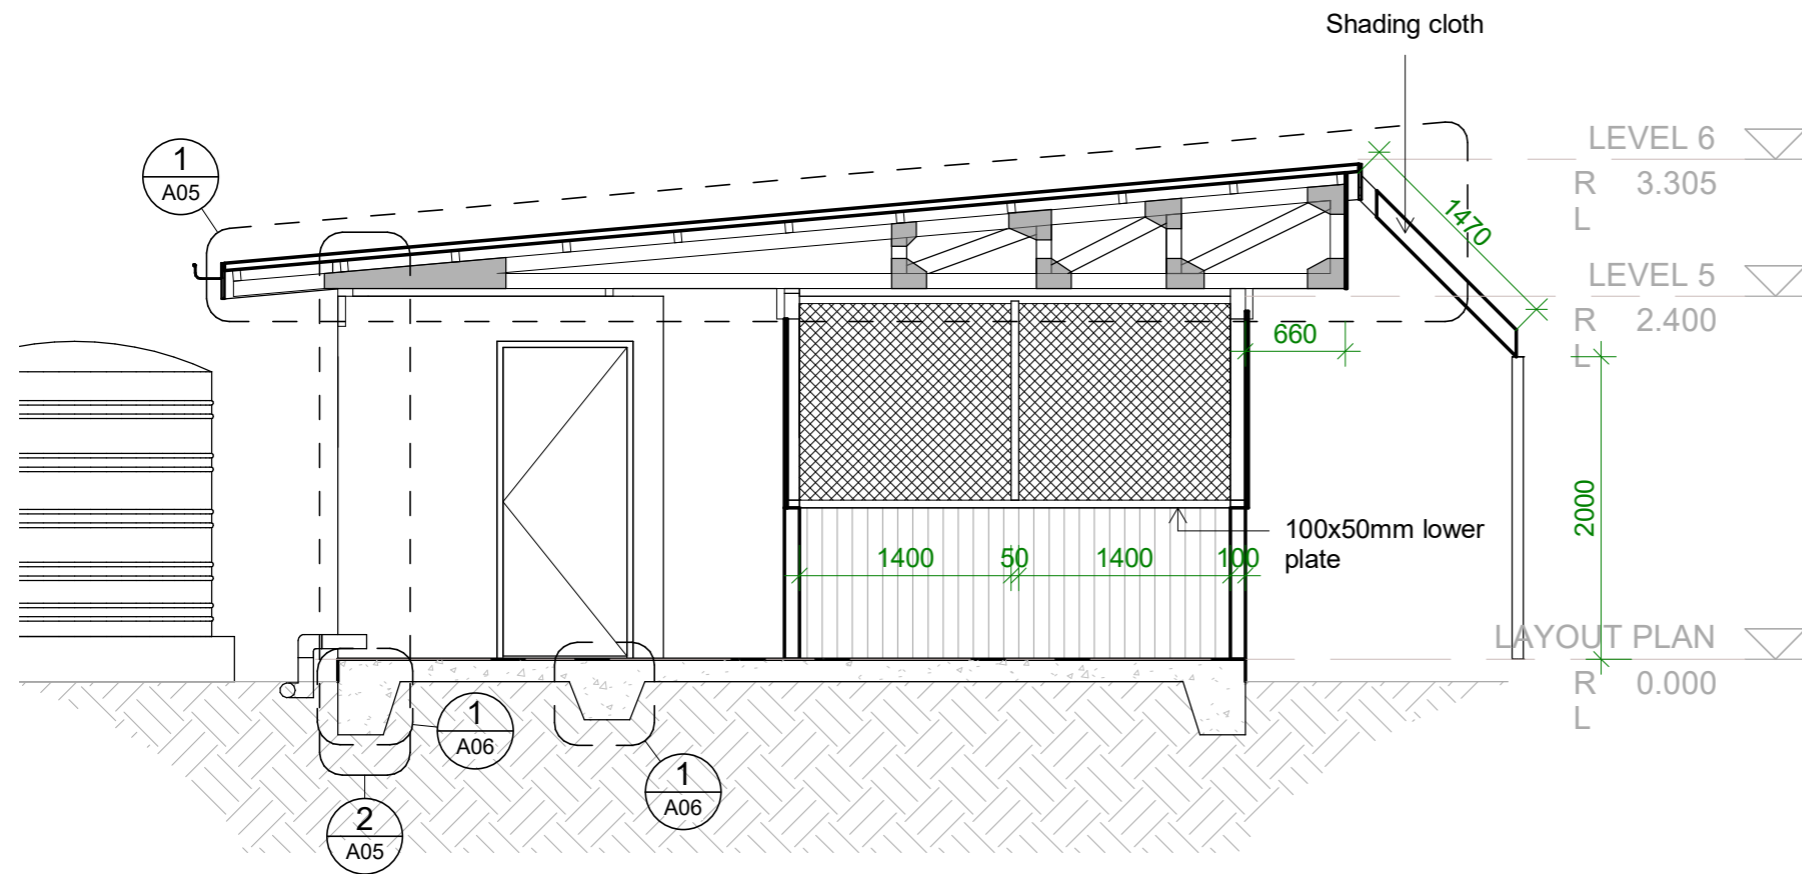 Shading cloth
1
A05
LEVEL 6
R 3.305
L
1470
LEVEL 5
R 2.400
L
660
2000
100x50mm lower
plate
1400 50 1400 100
LAYOUT PLAN
R 0.000
L
1
A06
1
A06
2
A05